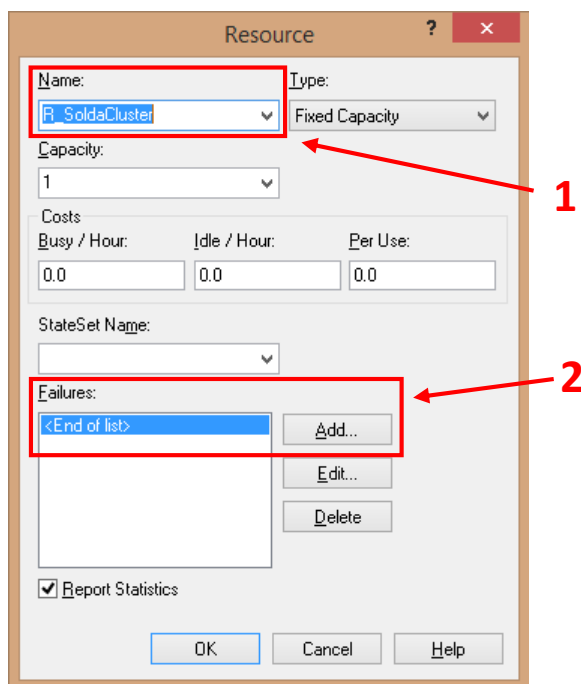 Resource ?
Name: Type:
R_SoldaCluster Fixed Capacity
1
Capacity:
1
Costs
Busy / Hour: Idle / Hour: Per Use:
0.0 0.0 0.0
StateSet Name:
2
Failures:
<End of list> Add...
Edit...
Delete
Report Statistics
OK Cancel Help